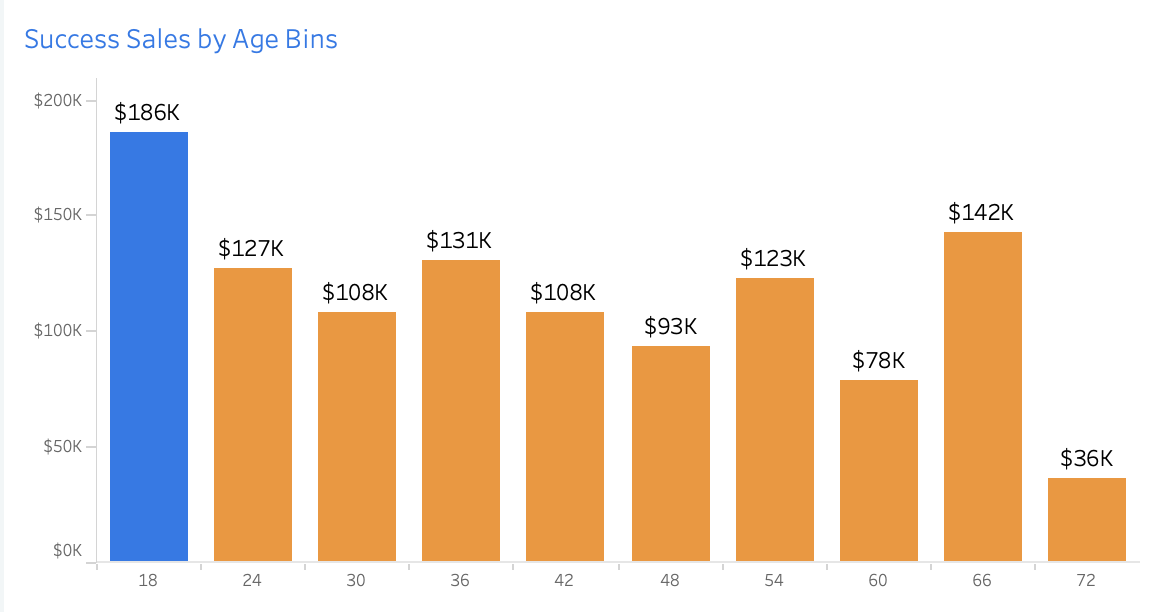 Success Sales by Age Bins
$200K
$186K
$150K
$142K
$127K
$131K
$123K
$108K
$108K
$100K
$93K
$78K
$50K
$36K
$0K
18 24 30 36 42 48 54 60 66 72